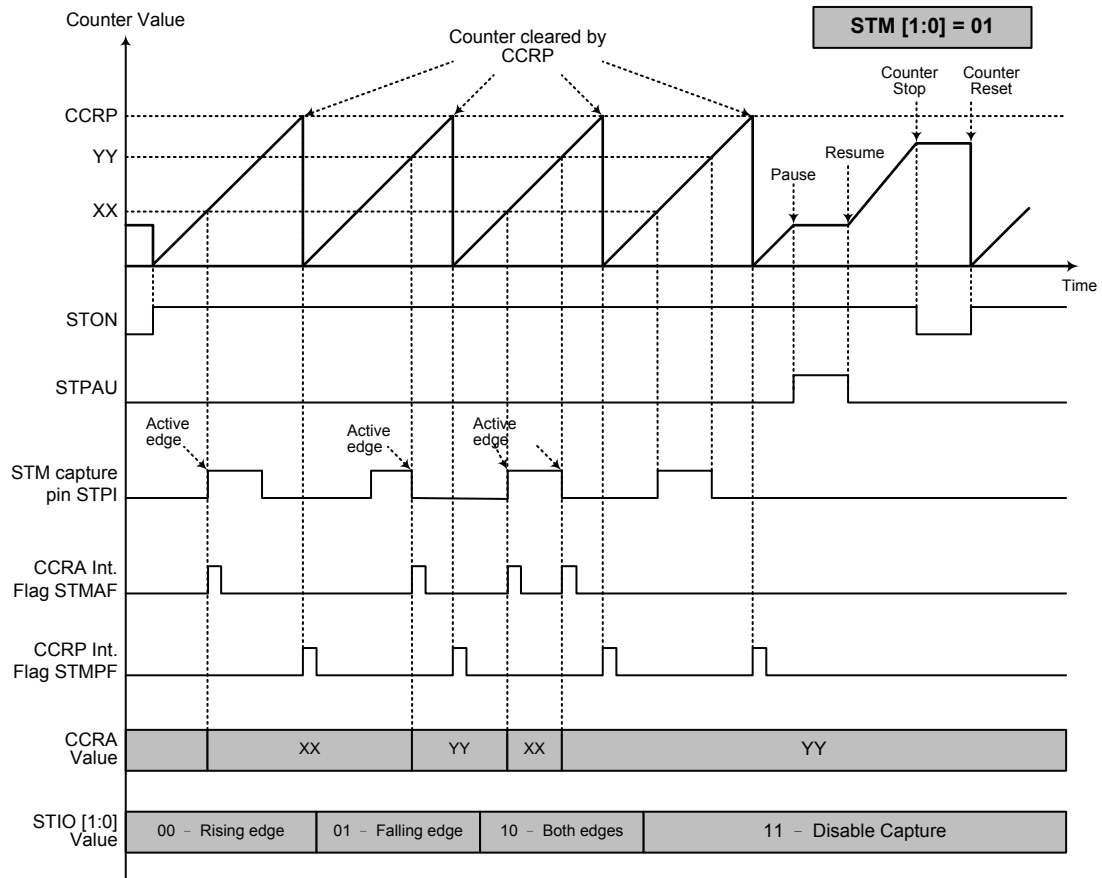 Counter Value
STM [1:0] = 01
Counter cleared by
CCRP
Counter
Stop
Counter
Reset
CCRP
YY
Resume
Pause
XX
Time
STON
STPAU
Active
edge
Active
edge
Active
edge
STM capture
pin STPI
CCRA Int.
Flag STMAF
CCRP Int.
Flag STMPF
CCRA
Value
XX
YY
XX
YY
STIO [1:0]
Value
00 – Rising edge
01 – Falling edge
10 – Both edges
11 – Disable Capture